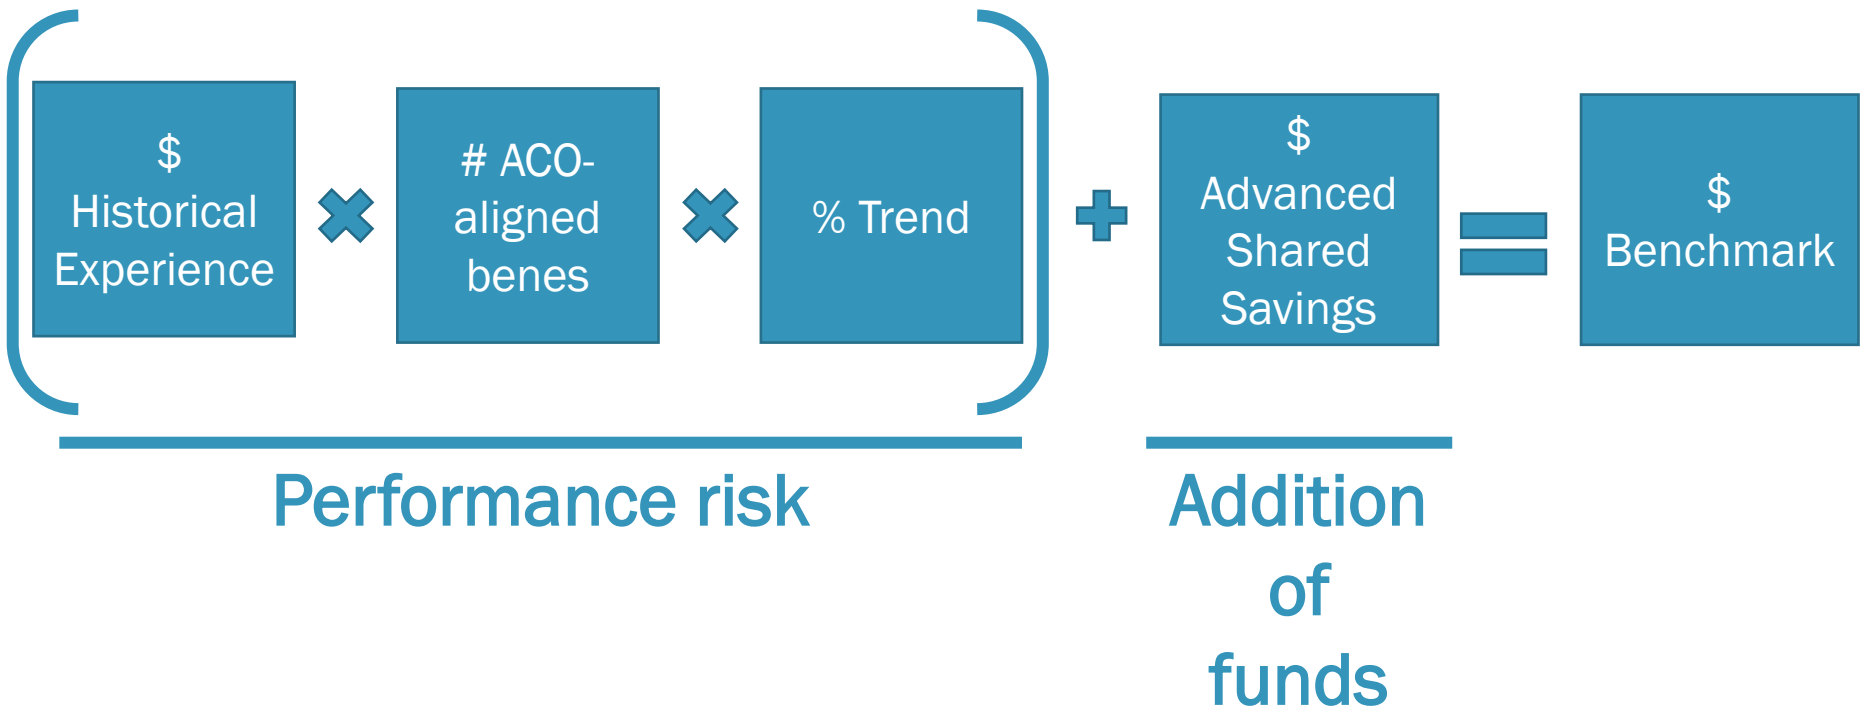 $
Historical
Experience
# ACO-
aligned
benes
% Trend
$
Advanced
Shared
Savings
$
Benchmark
Performance risk
Addition
of
funds